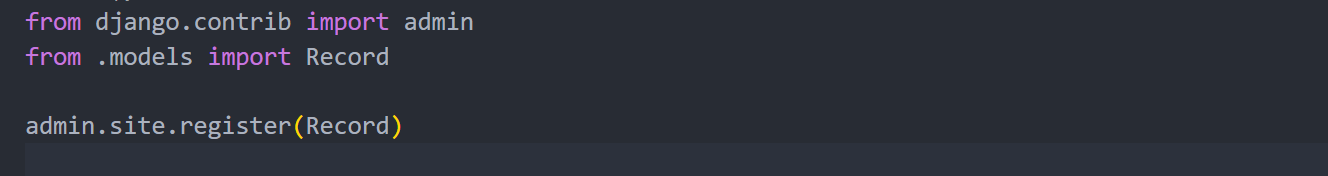 from django.contrib import admin
from .models import Record
admin.site.register(Record)